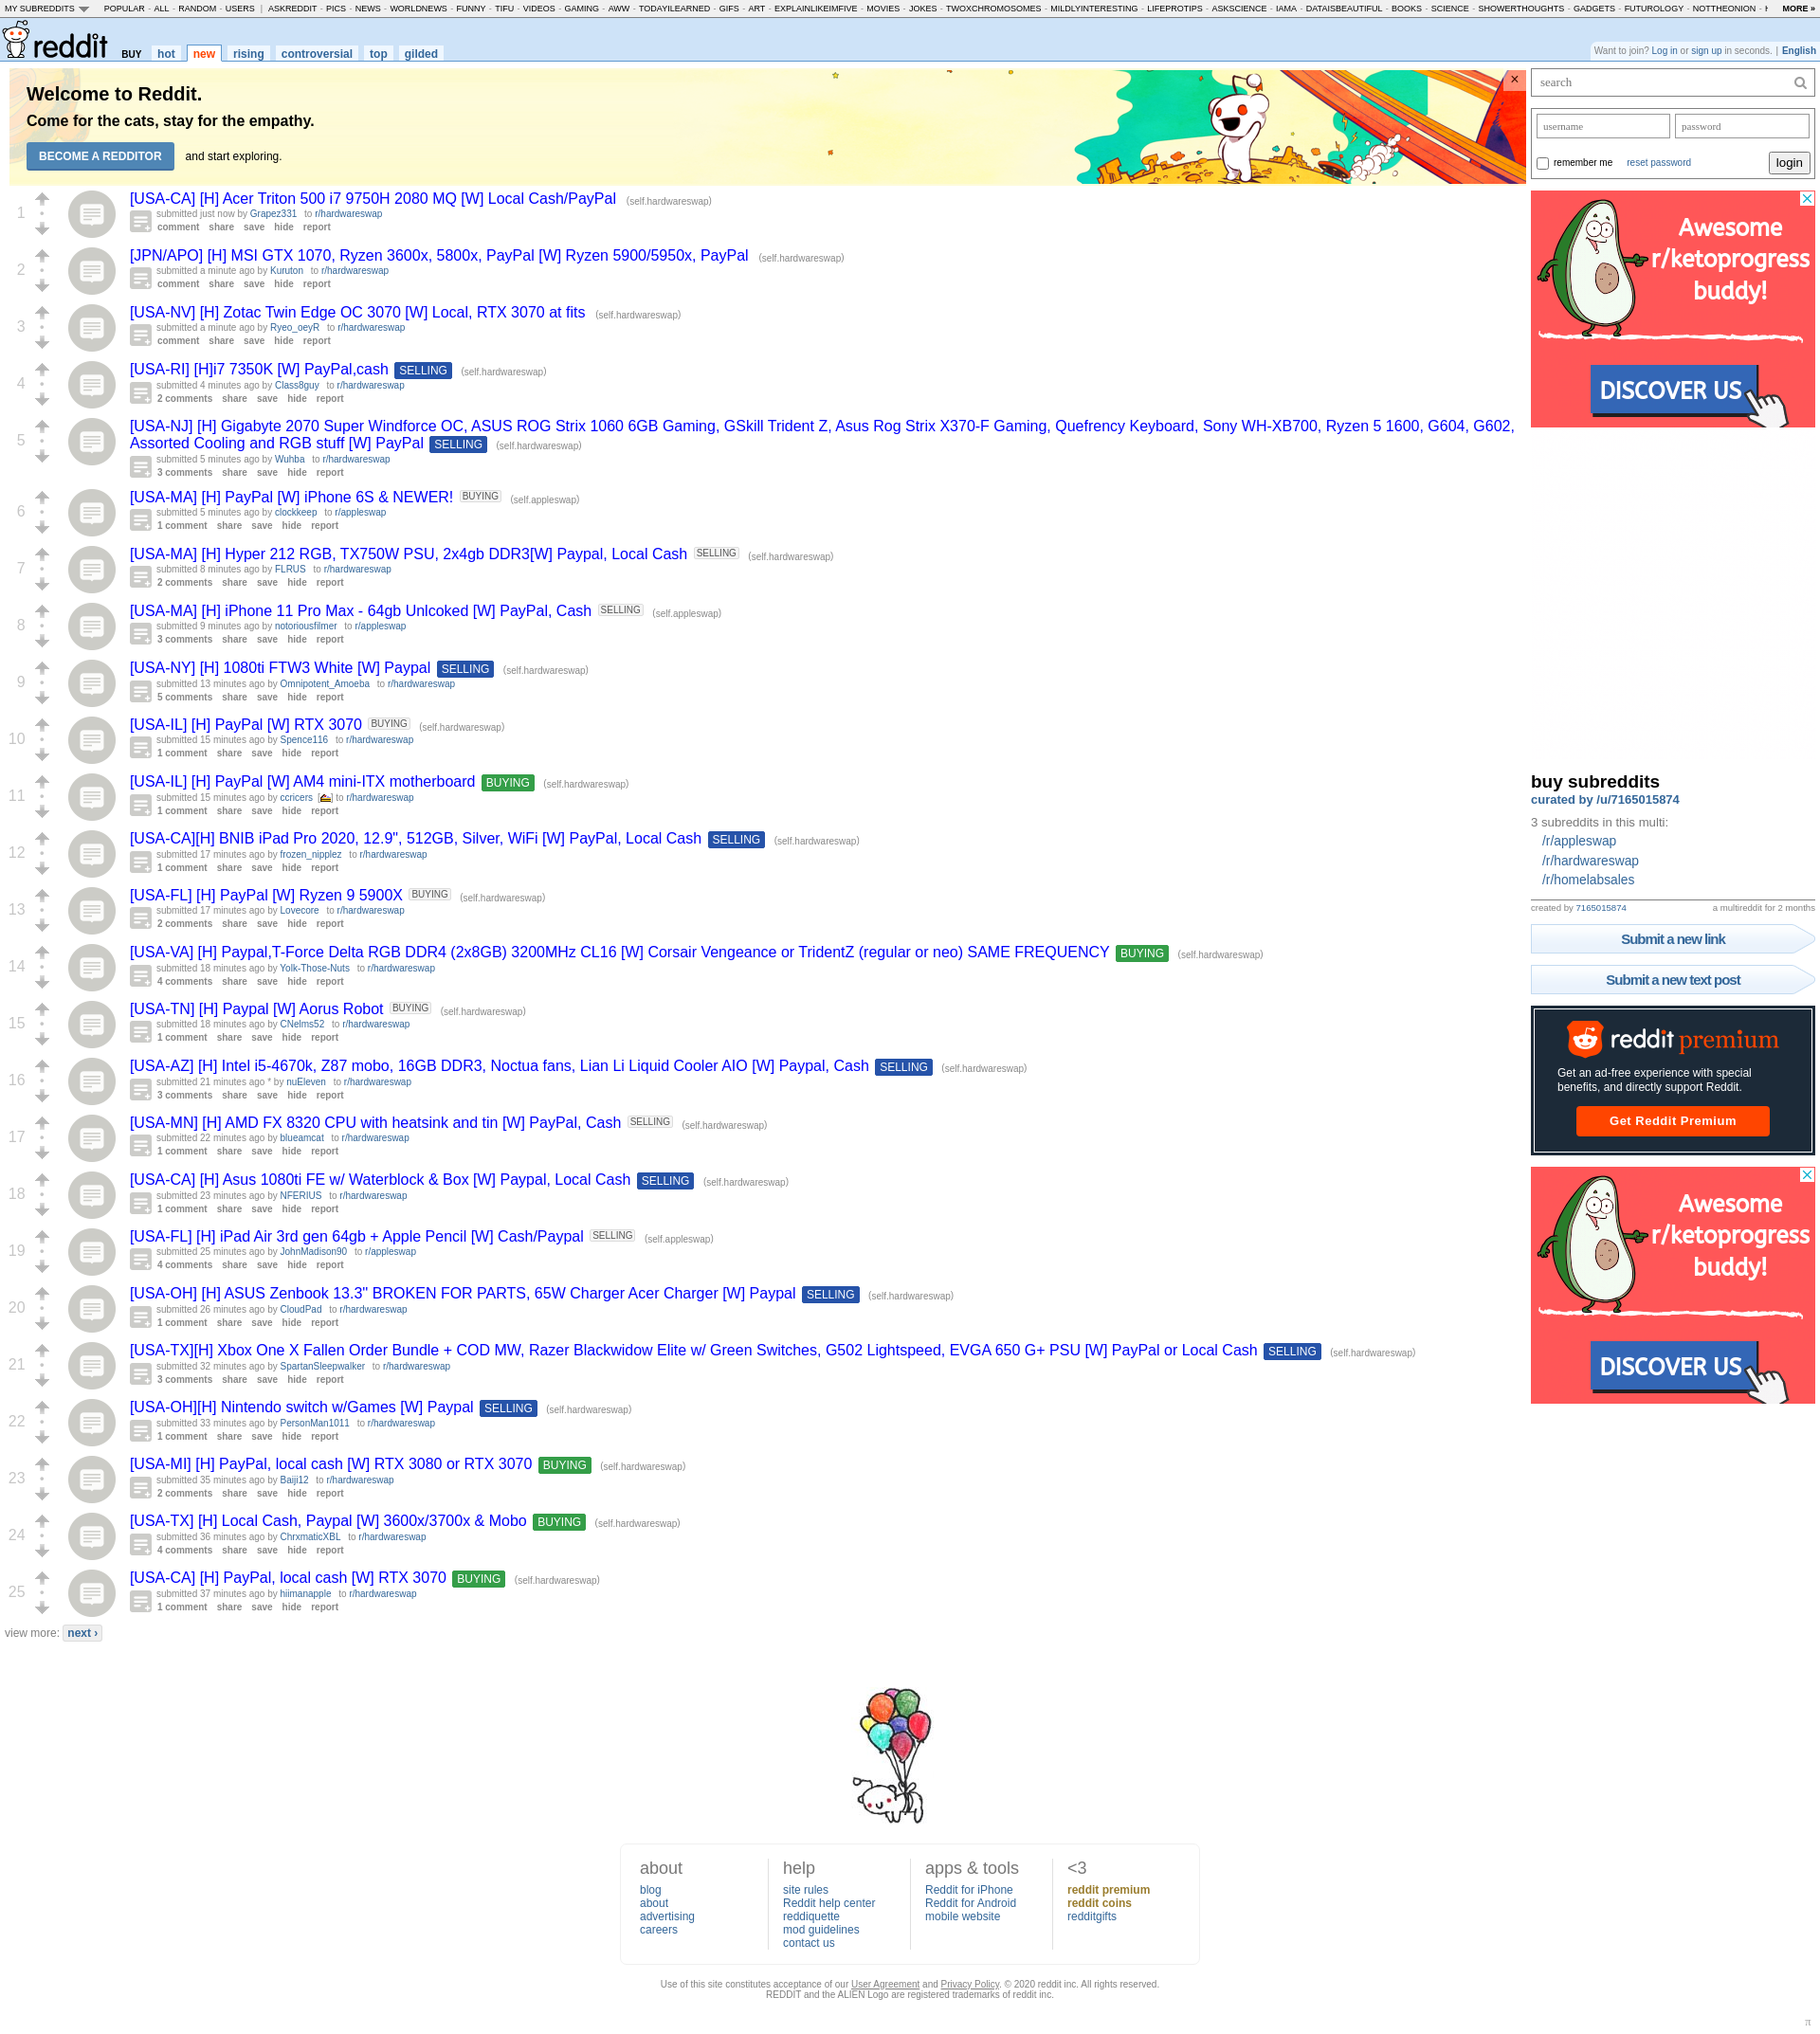 MY SUBREDDITS POPULAR - ALL - RANDOM - USERS | ASKREDDIT - PICS - NEWS - WORLDNEWS - FUNNY - TIFU - VIDEOS - GAMING - AWW - TODAYILEARNED - GIFS - ART - EXPLAINLIKEIMFIVE - MOVIES - JOKES - TWOXCHROMOSOMES - MILDLYINTERESTING - LIFEPROTIPS - ASKSCIENCE - IAMA - DATAISBEAUTIFUL - BOOKS - SCIENCE - SHOWERTHOUGHTS - GADGETS - FUTUROLOGY - NOTTHEONION - MORE »
reddit BUY hot new rising controversial top gilded
Want to join? Log in or sign up in seconds. | English
Welcome to Reddit.
Come for the cats, stay for the empathy.
BECOME A REDDITOR and start exploring.
×
1
[USA-CA] [H] Acer Triton 500 i7 9750H 2080 MQ [W] Local Cash/PayPal (self.hardwareswap)
submitted just now by Grapez331 to r/hardwareswap
comment share save hide report
2
[JPN/APO] [H] MSI GTX 1070, Ryzen 3600x, 5800x, PayPal [W] Ryzen 5900/5950x, PayPal (self.hardwareswap)
submitted a minute ago by Kuruton to r/hardwareswap
comment share save hide report
3
[USA-NV] [H] Zotac Twin Edge OC 3070 [W] Local, RTX 3070 at fits (self.hardwareswap)
submitted a minute ago by Ryeo_oeyR to r/hardwareswap
comment share save hide report
4
[USA-RI] [H]i7 7350K [W] PayPal,cash SELLING (self.hardwareswap)
submitted 4 minutes ago by Class8guy to r/hardwareswap
2 comments share save hide report
5
[USA-NJ] [H] Gigabyte 2070 Super Windforce OC, ASUS ROG Strix 1060 6GB Gaming, GSkill Trident Z, Asus Rog Strix X370-F Gaming, Quefrency Keyboard, Sony WH-XB700, Ryzen 5 1600, G604, G602,
Assorted Cooling and RGB stuff [W] PayPal SELLING (self.hardwareswap)
submitted 5 minutes ago by Wuhba to r/hardwareswap
3 comments share save hide report
6
[USA-MA] [H] PayPal [W] iPhone 6S & NEWER! BUYING (self.appleswap)
submitted 5 minutes ago by clockkeep to r/appleswap
1 comment share save hide report
7
[USA-MA] [H] Hyper 212 RGB, TX750W PSU, 2x4gb DDR3[W] Paypal, Local Cash SELLING (self.hardwareswap)
submitted 8 minutes ago by FLRUS to r/hardwareswap
2 comments share save hide report
8
[USA-MA] [H] iPhone 11 Pro Max - 64gb Unlcoked [W] PayPal, Cash SELLING (self.appleswap)
submitted 9 minutes ago by notoriousfilmer to r/appleswap
3 comments share save hide report
9
[USA-NY] [H] 1080ti FTW3 White [W] Paypal SELLING (self.hardwareswap)
submitted 13 minutes ago by Omnipotent_Amoeba to r/hardwareswap
5 comments share save hide report
10
[USA-IL] [H] PayPal [W] RTX 3070 BUYING (self.hardwareswap)
submitted 15 minutes ago by Spence116 to r/hardwareswap
1 comment share save hide report
11
[USA-IL] [H] PayPal [W] AM4 mini-ITX motherboard BUYING (self.hardwareswap)
submitted 15 minutes ago by ccricers [] to r/hardwareswap
1 comment share save hide report
12
[USA-CA][H] BNIB iPad Pro 2020, 12.9", 512GB, Silver, WiFi [W] PayPal, Local Cash SELLING (self.hardwareswap)
submitted 17 minutes ago by frozen_nipplez to r/hardwareswap
1 comment share save hide report
13
[USA-FL] [H] PayPal [W] Ryzen 9 5900X BUYING (self.hardwareswap)
submitted 17 minutes ago by Lovecore to r/hardwareswap
2 comments share save hide report
14
[USA-VA] [H] Paypal,T-Force Delta RGB DDR4 (2x8GB) 3200MHz CL16 [W] Corsair Vengeance or TridentZ (regular or neo) SAME FREQUENCY BUYING (self.hardwareswap)
submitted 18 minutes ago by Yolk-Those-Nuts to r/hardwareswap
4 comments share save hide report
15
[USA-TN] [H] Paypal [W] Aorus Robot BUYING (self.hardwareswap)
submitted 18 minutes ago by CNelms52 to r/hardwareswap
1 comment share save hide report
16
[USA-AZ] [H] Intel i5-4670k, Z87 mobo, 16GB DDR3, Noctua fans, Lian Li Liquid Cooler AIO [W] Paypal, Cash SELLING (self.hardwareswap)
submitted 21 minutes ago * by nuEleven to r/hardwareswap
3 comments share save hide report
17
[USA-MN] [H] AMD FX 8320 CPU with heatsink and tin [W] PayPal, Cash SELLING (self.hardwareswap)
submitted 22 minutes ago by blueamcat to r/hardwareswap
1 comment share save hide report
18
[USA-CA] [H] Asus 1080ti FE w/ Waterblock & Box [W] Paypal, Local Cash SELLING (self.hardwareswap)
submitted 23 minutes ago by NFERIUS to r/hardwareswap
1 comment share save hide report
19
[USA-FL] [H] iPad Air 3rd gen 64gb + Apple Pencil [W] Cash/Paypal SELLING (self.appleswap)
submitted 25 minutes ago by JohnMadison90 to r/appleswap
4 comments share save hide report
20
[USA-OH] [H] ASUS Zenbook 13.3" BROKEN FOR PARTS, 65W Charger Acer Charger [W] Paypal SELLING (self.hardwareswap)
submitted 26 minutes ago by CloudPad to r/hardwareswap
1 comment share save hide report
21
[USA-TX][H] Xbox One X Fallen Order Bundle + COD MW, Razer Blackwidow Elite w/ Green Switches, G502 Lightspeed, EVGA 650 G+ PSU [W] PayPal or Local Cash SELLING (self.hardwareswap)
submitted 32 minutes ago by SpartanSleepwalker to r/hardwareswap
3 comments share save hide report
22
[USA-OH][H] Nintendo switch w/Games [W] Paypal SELLING (self.hardwareswap)
submitted 33 minutes ago by PersonMan1011 to r/hardwareswap
1 comment share save hide report
23
[USA-MI] [H] PayPal, local cash [W] RTX 3080 or RTX 3070 BUYING (self.hardwareswap)
submitted 35 minutes ago by Baiji12 to r/hardwareswap
2 comments share save hide report
24
[USA-TX] [H] Local Cash, Paypal [W] 3600x/3700x & Mobo BUYING (self.hardwareswap)
submitted 36 minutes ago by ChrxmaticXBL to r/hardwareswap
4 comments share save hide report
25
[USA-CA] [H] PayPal, local cash [W] RTX 3070 BUYING (self.hardwareswap)
submitted 37 minutes ago by hiimanapple to r/hardwareswap
1 comment share save hide report
view more: next ›
search
username password
remember me reset password login
Awesome
r/ketoprogress
buddy!
DISCOVER US
buy subreddits
curated by /u/7165015874
3 subreddits in this multi:
/r/appleswap
/r/hardwareswap
/r/homelabsales
created by 7165015874 a multireddit for 2 months
Submit a new link
Submit a new text post
reddit premium
Get an ad-free experience with special
benefits, and directly support Reddit.
Get Reddit Premium
Awesome
r/ketoprogress
buddy!
DISCOVER US
about
blog
about
advertising
careers
help
site rules
Reddit help center
reddiquette
mod guidelines
contact us
apps & tools
Reddit for iPhone
Reddit for Android
mobile website
<3
reddit premium
reddit coins
redditgifts
Use of this site constitutes acceptance of our User Agreement and Privacy Policy. © 2020 reddit inc. All rights reserved.
REDDIT and the ALIEN Logo are registered trademarks of reddit inc.
π